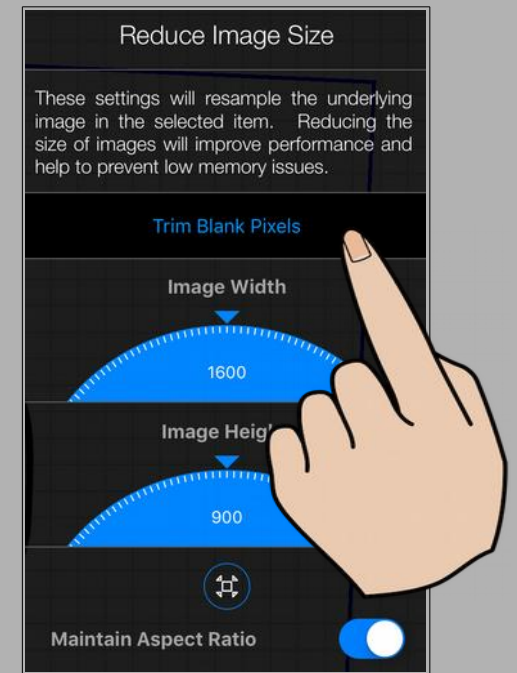 Reduce Image Size
These settings will resample the underlying
image in the selected item. Reducing the
size of images will improve performance and
help to prevent low memory issues.
Trim Blank Pixels
Image Width
1600
Image Heig
900
Maintain Aspect Ratio